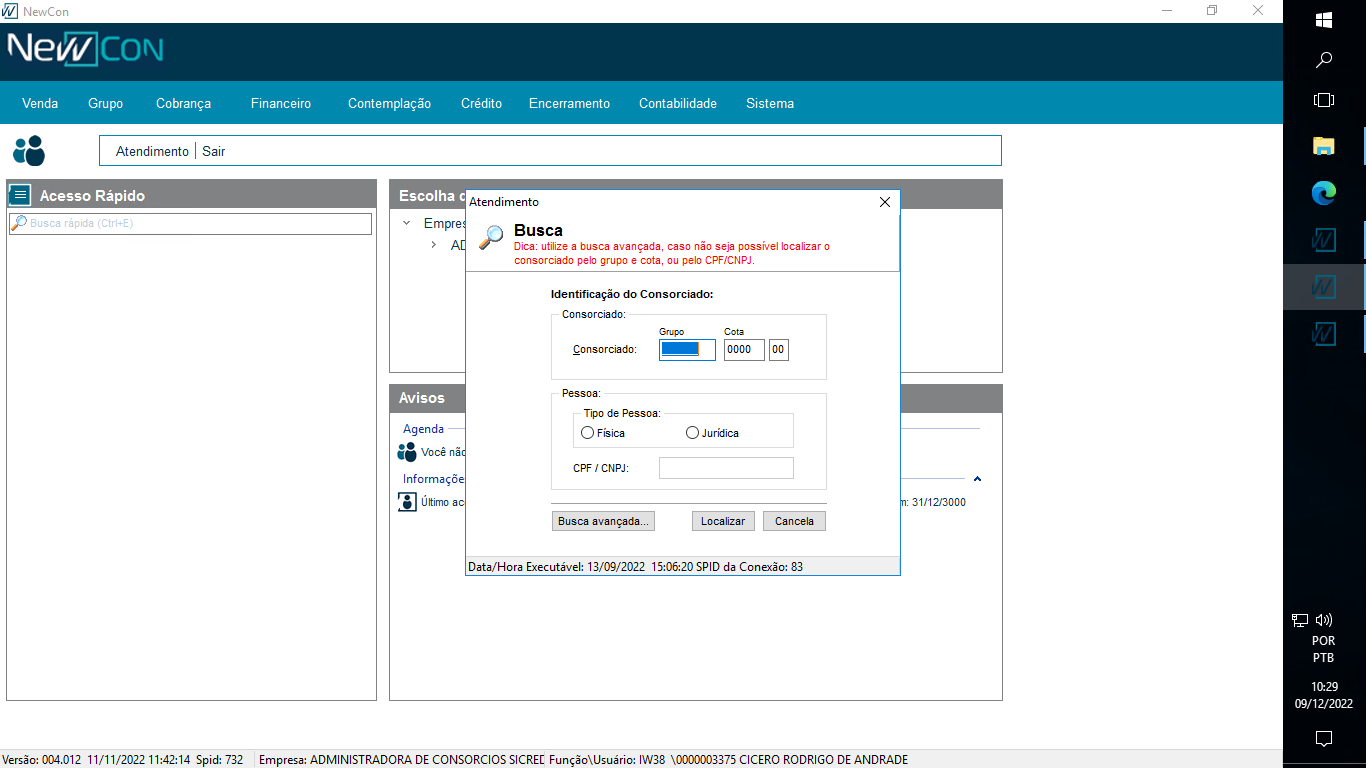 NewCon
NewCon
Venda Grupo Cobrança Financeiro Contemplação Crédito Encerramento Contabilidade Sistema
Atendimento Sair
Acesso Rápido
Busca rápida (Ctrl+E)
Escolha
Empres
AD
Atendimento
Busca
Dica: utilize a busca avançada, caso não seja possível localizar o
consorciado pelo grupo e cota, ou pelo CPF/CNPJ.
Identificação do Consorciado:
Consorciado:
Grupo Cota
Consorciado: 0000 00
Pessoa:
Tipo de Pessoa:
Física Jurídica
CPF / CNPJ:
Busca avançada... Localizar Cancela
Data/Hora Executável: 13/09/2022 15:06:20 SPID da Conexão: 83
Avisos
Agenda
Você não
Informaçõe
Último ac
m: 31/12/3000
Versão: 004.012 11/11/2022 11:42:14 Spid: 732 Empresa: ADMINISTRADORA DE CONSORCIOS SICRED Função\Usuário: IW38 \0000003375 CICERO RODRIGO DE ANDRADE
POR
PTB
10:29
09/12/2022